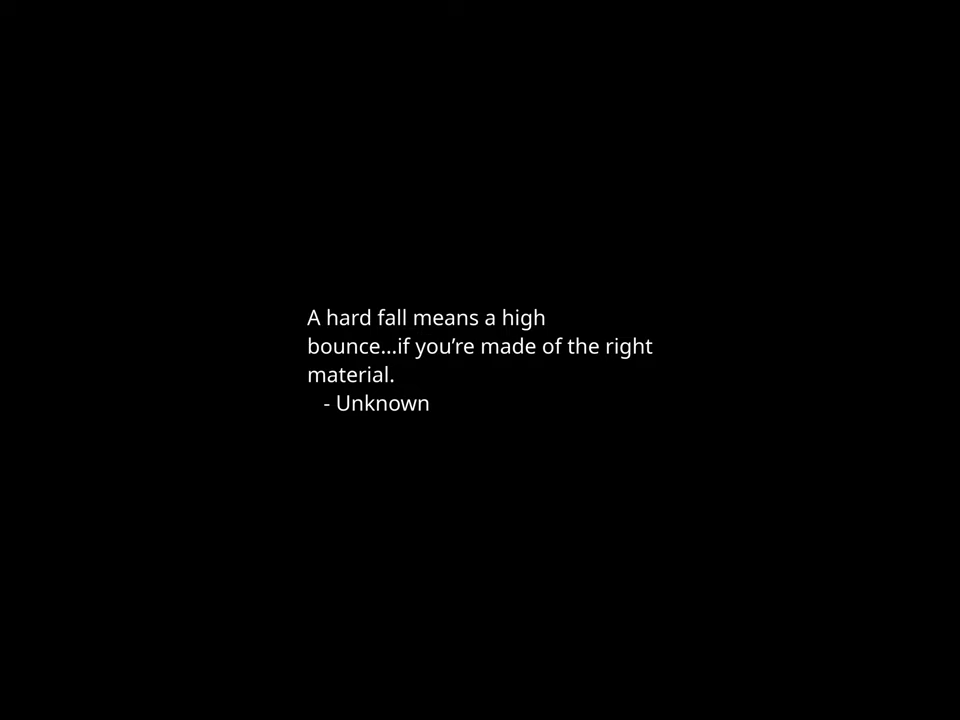 A hard fall means a high
bounce...if you’re made of the right
material.
- Unknown